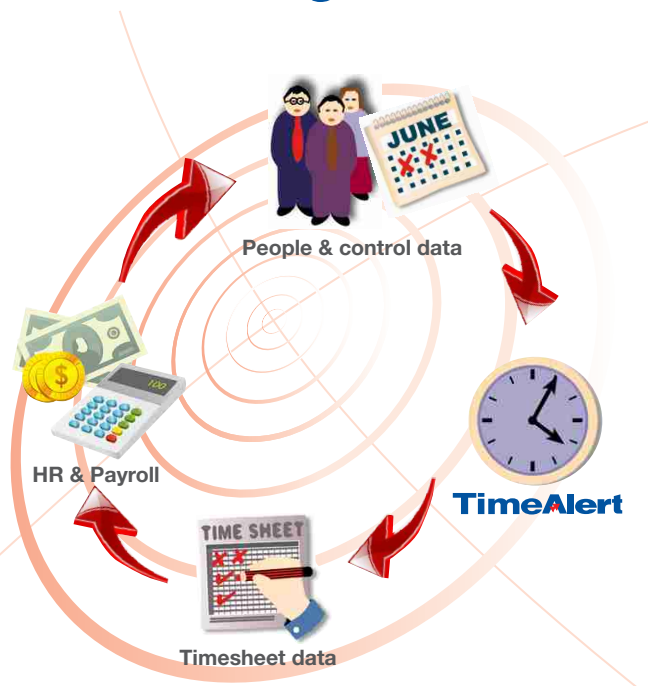 JUNE
People & control data
TimeAlert
100
$
HR & Payroll
TIME SHEET
Timesheet data